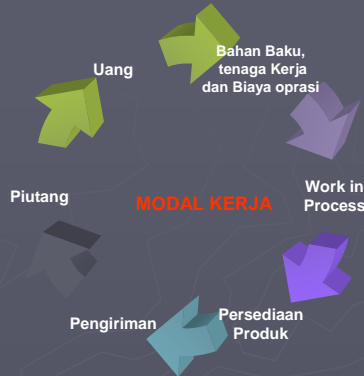 Uang
Bahan Baku,
tenaga Kerja
dan Biaya oprasi
Work in
Process
Persediaan
Produk
Pengiriman
Piutang
MODAL KERJA